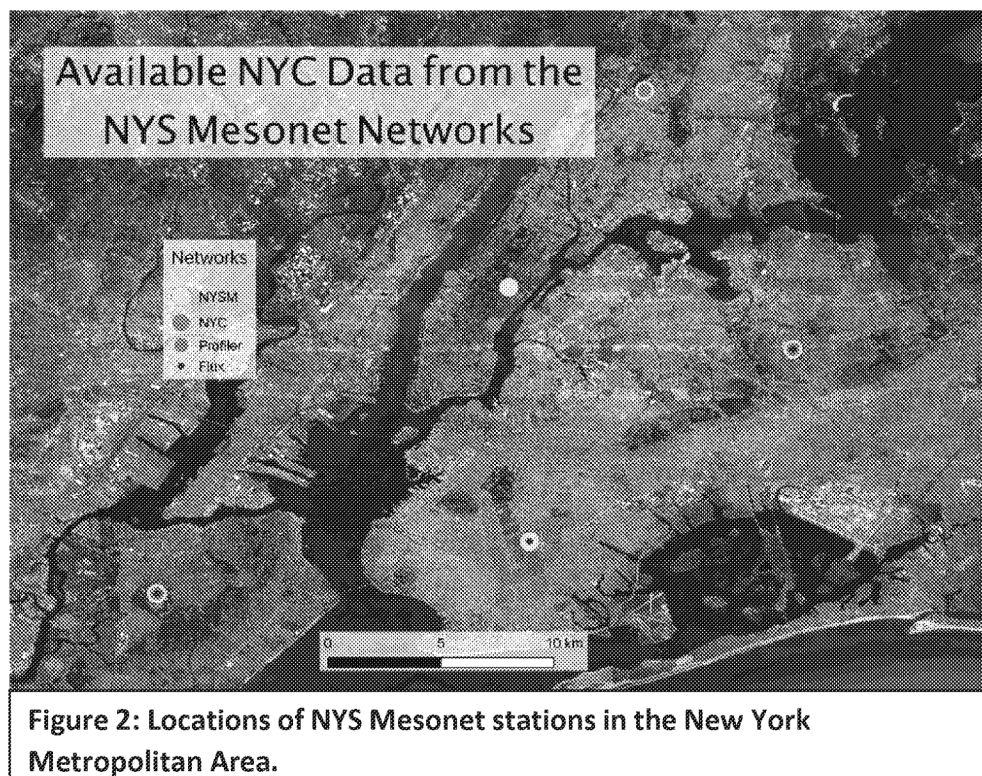 Available NYC Data from the
NYS Mesonet Networks
Networks
NYSM
NYC
Profiler
Flux
0 5 10 km
Figure 2: Locations of NYS Mesonet stations in the New York
Metropolitan Area.